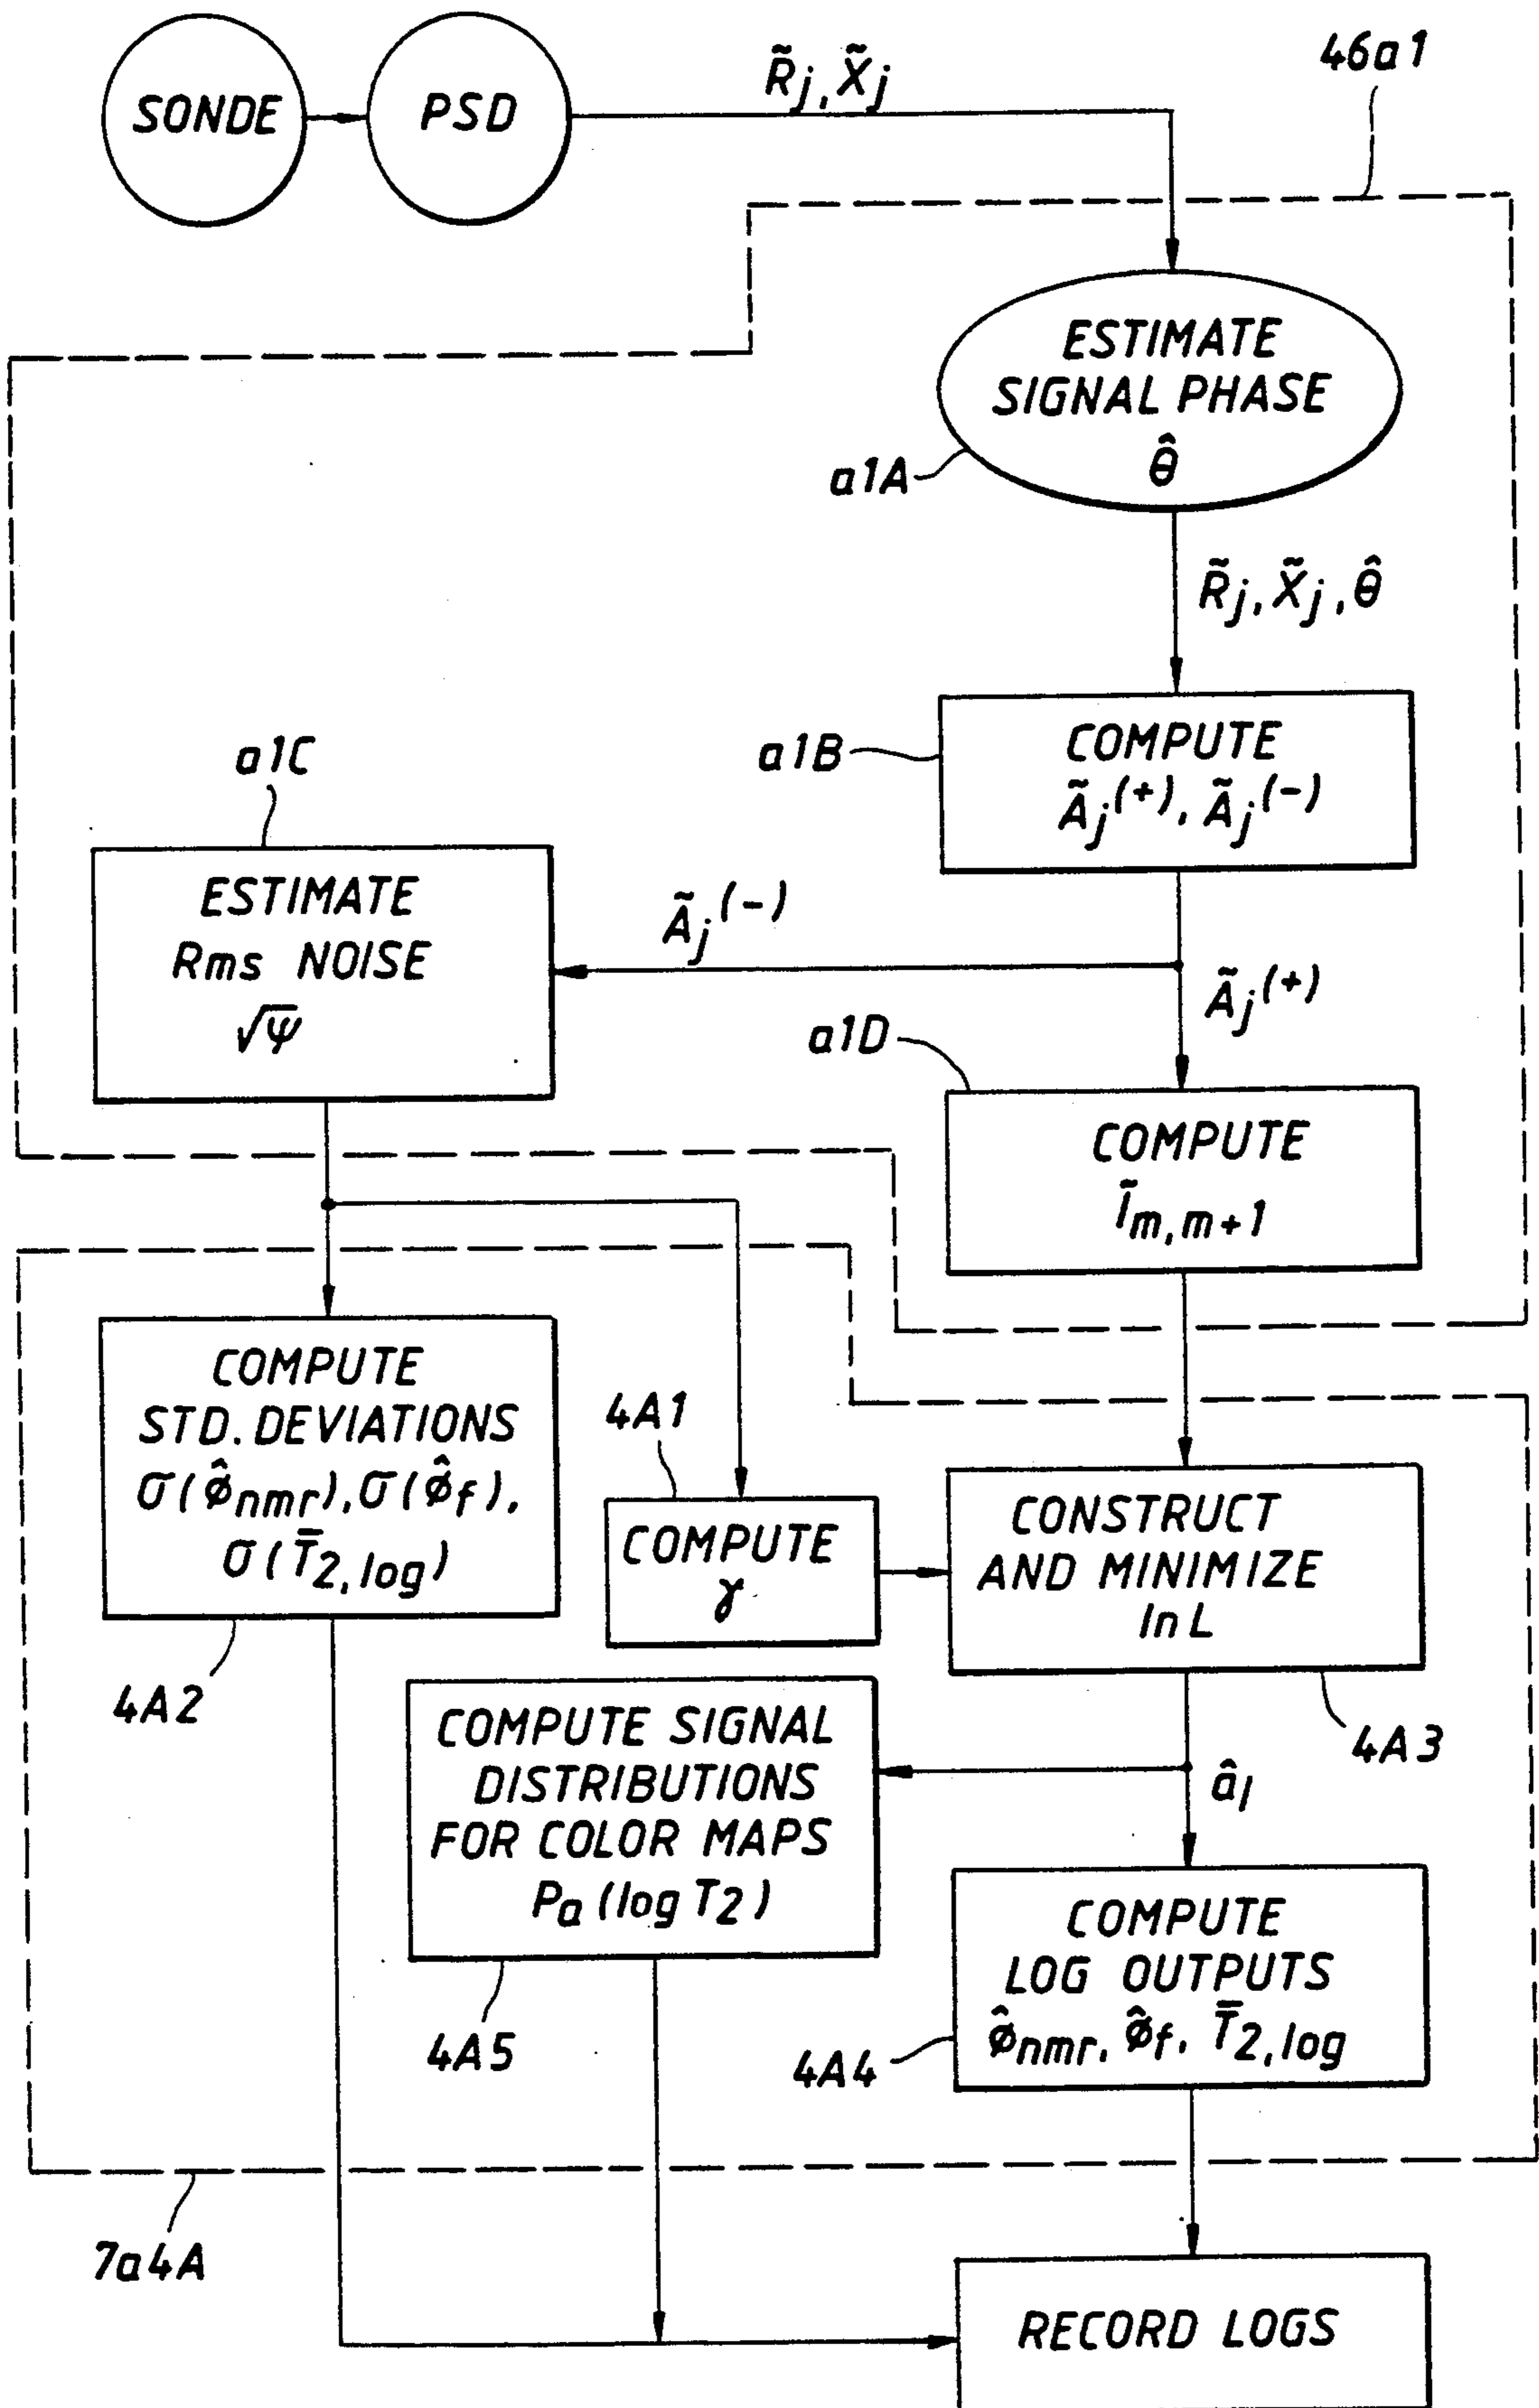 46a1
SONDE
PSD
R̃j, X̃j
ESTIMATE
SIGNAL PHASE
θ̂
a1A
R̃j, X̃j, θ̂
a1B
COMPUTE
Ãj(+), Ãj(-)
a1C
ESTIMATE
Rms NOISE
√ψ
Ãj(-)
Ãj(+)
a1D
COMPUTE
Ĩm, m+1
COMPUTE
STD. DEVIATIONS
σ(φ̂nmr), σ(φ̂f),
σ(T̄2, log)
4A1
COMPUTE
γ
CONSTRUCT
AND MINIMIZE
ln L
4A2
4A3
COMPUTE SIGNAL
DISTRIBUTIONS
FOR COLOR MAPS
Pa (log T2)
âl
COMPUTE
LOG OUTPUTS
φ̂nmr, φ̂f, T̄2, log
4A5
4A4
7a4A
RECORD LOGS